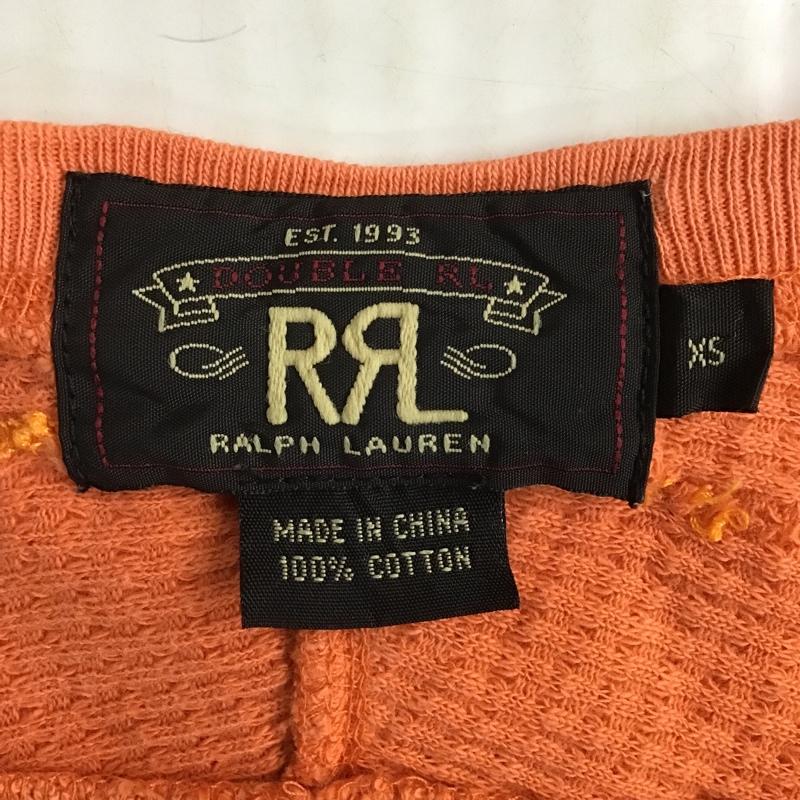 EST. 1993
DOUBLE RL
RRL
RALPH LAUREN
XS
MADE IN CHINA
100% COTTON